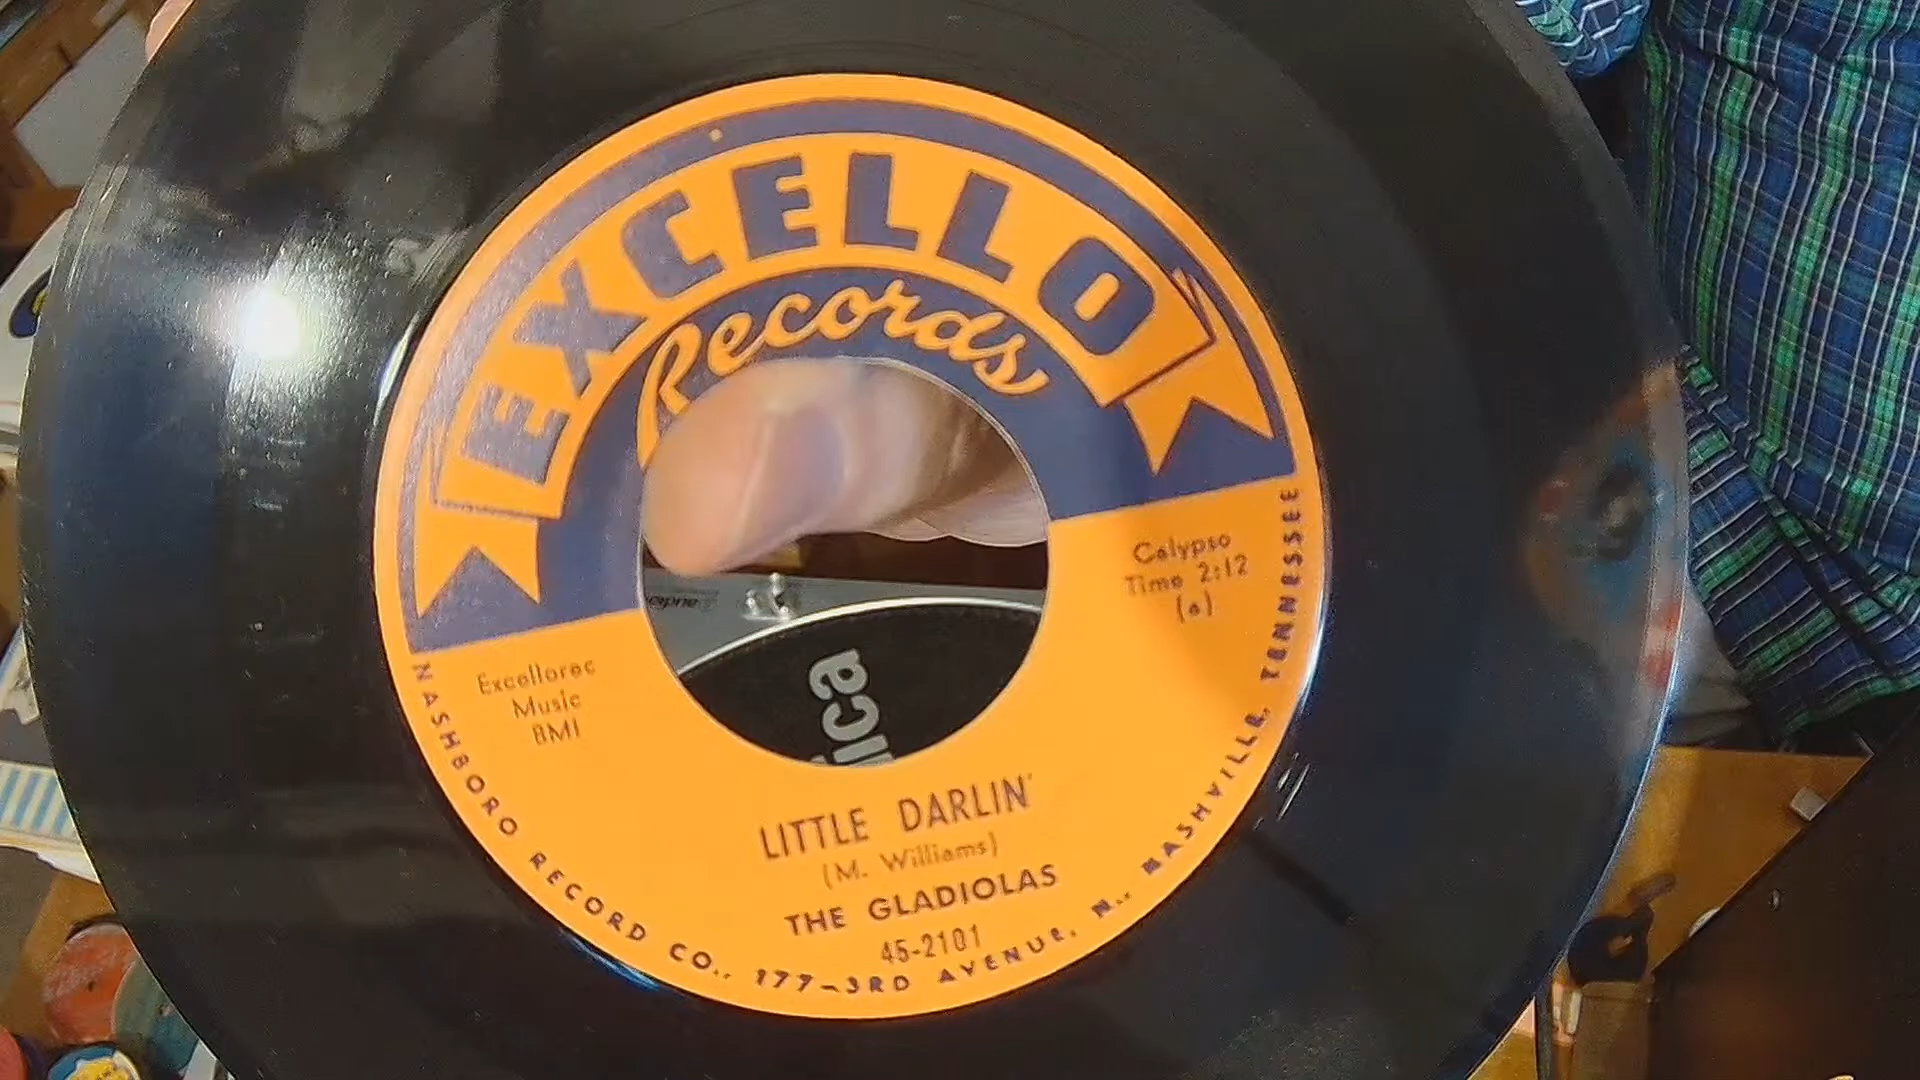 EXCELLO
Records
Calypso
Time 2:12
Excellorec
Music
BMI
LITTLE DARLIN'
(M. Williams)
THE GLADIOLAS
45-2101
NASHBORO RECORD CO., 177-3RD AVENUE, N., NASHVILLE, TENNESSEE